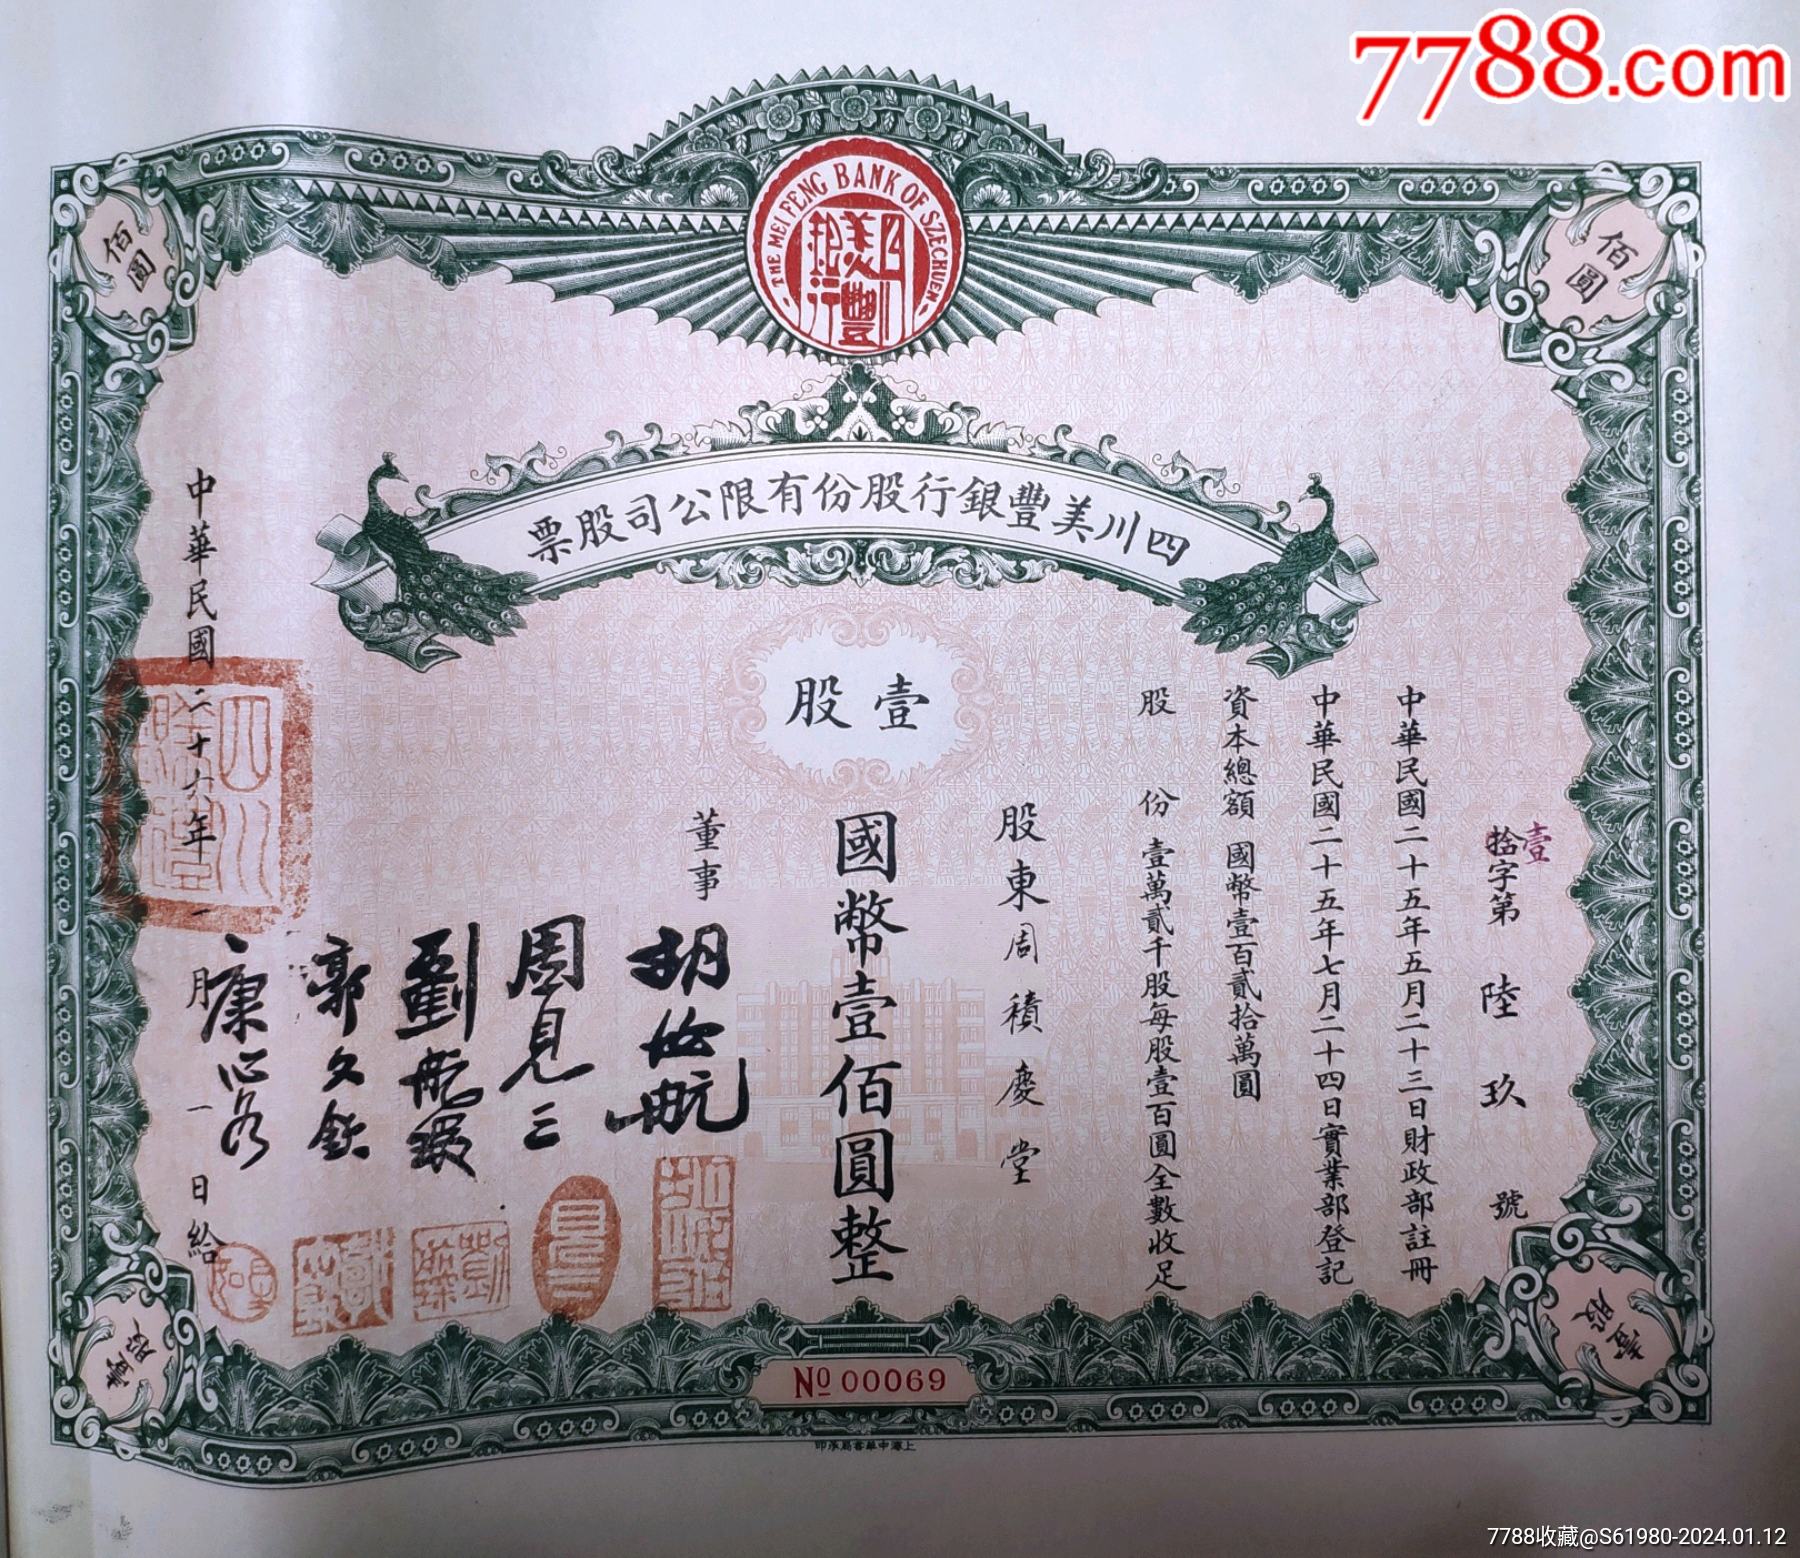 7788.com
THE MEI FENG BANK OF SZECHUEN
四川美豐銀行
佰圓
佰圓
四川美豐銀行股份有限公司股票
壹股
壹
拾字第陸玖號
中華民國二十五年五月二十三日財政部註冊
中華民國二十五年七月二十四日實業部登記
資本總額 國幣壹百貳拾萬圓
股份 壹萬貳千股每股壹百圓全數收足
股東周積慶堂
國幣壹佰圓整
董事
胡汝航
周見三
劉航琛
郭文欽
康心如
中華民國二十六年一月一日給
壹股
壹股
No 00069
上海中華書局承印
7788收藏@S61980-2024.01.12